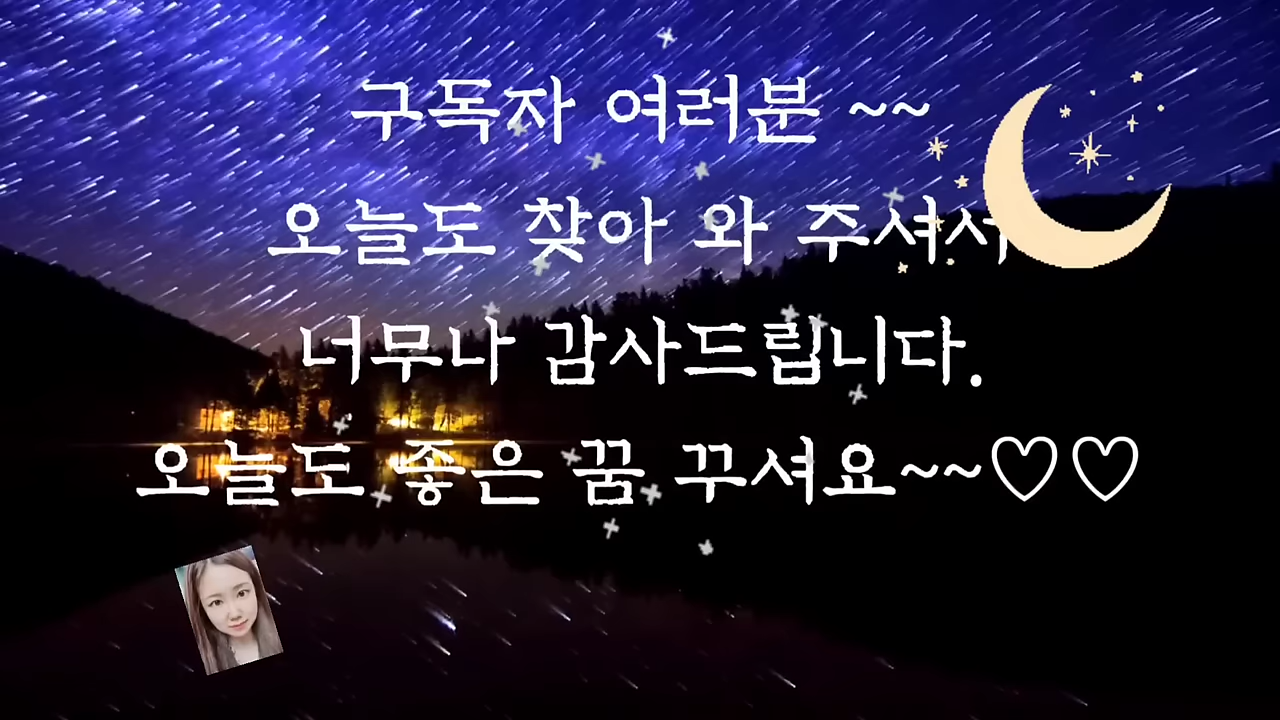 구독자 여러분 ~~
오늘도 찾아 와 주셔서
너무나 감사드립니다.
오늘도 좋은 꿈 꾸셔요~~♡♡